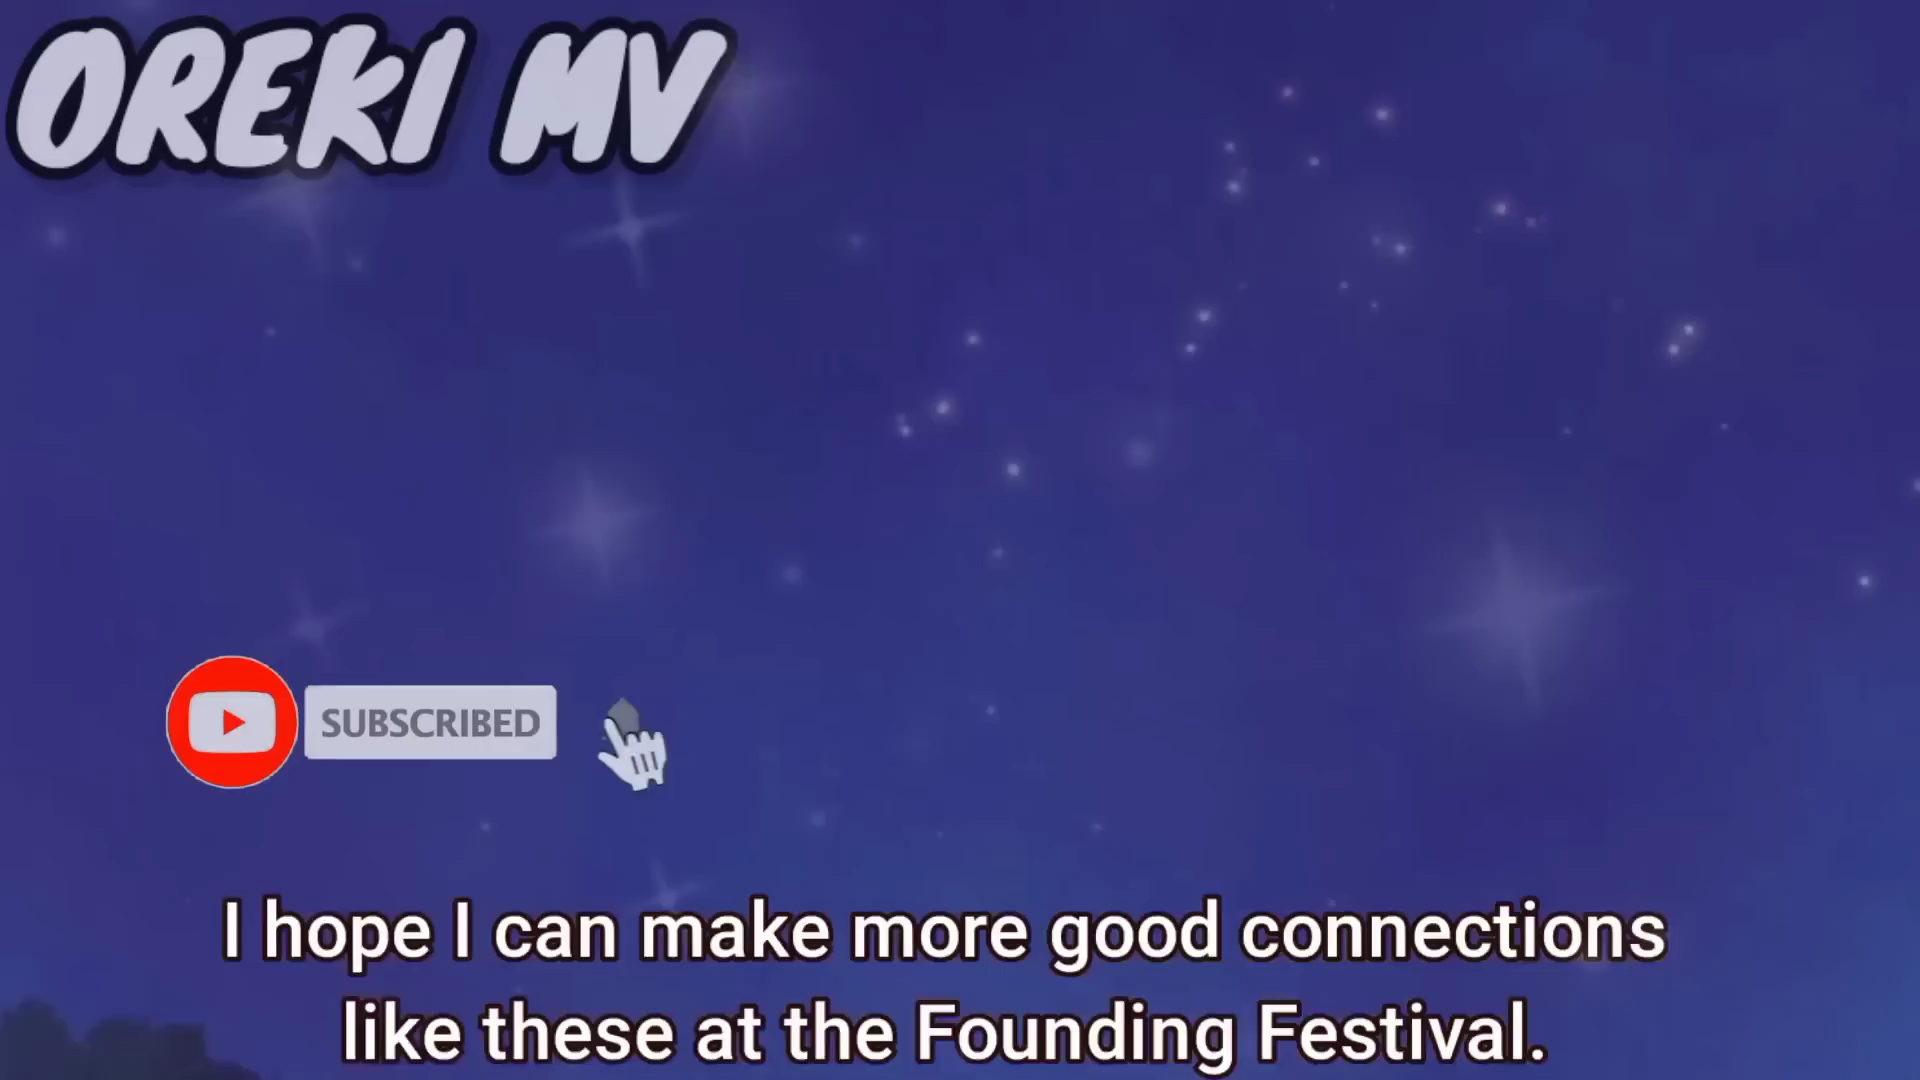 OREKI MV
SUBSCRIBED
I hope I can make more good connections
like these at the Founding Festival.